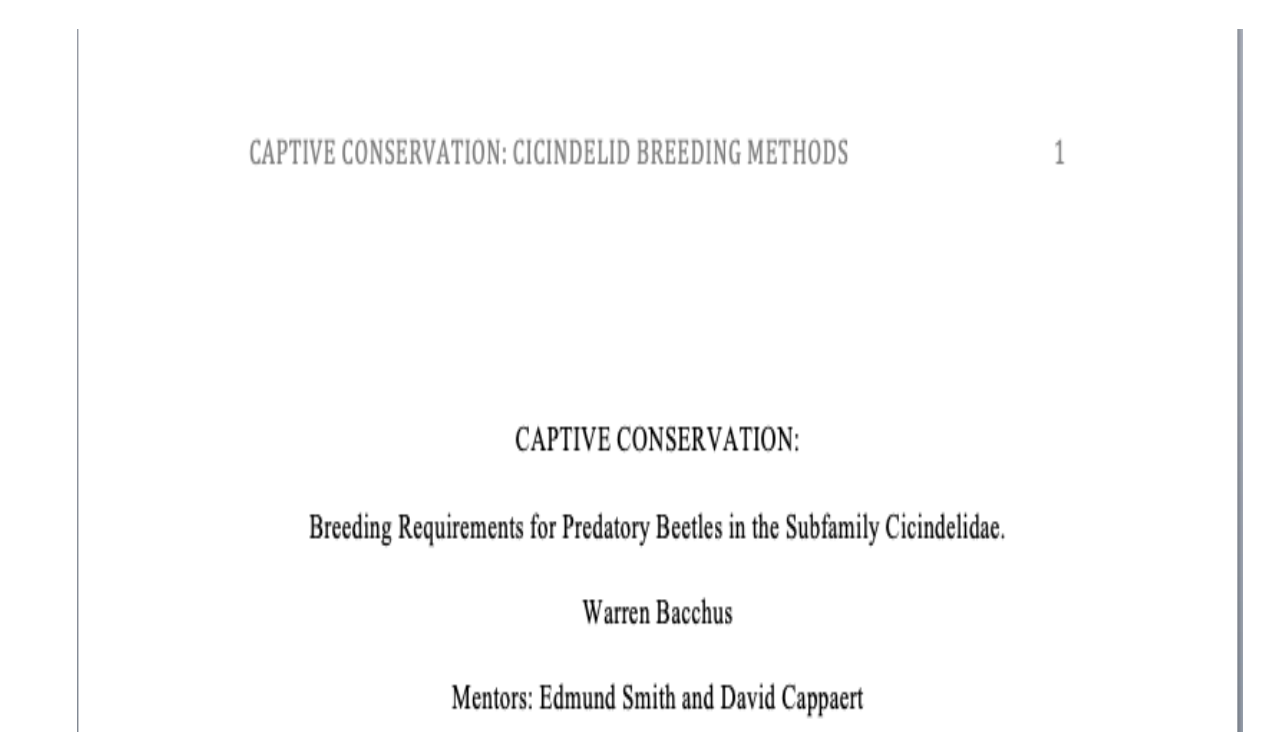 CAPTIVE CONSERVATION: CICINDELID BREEDING METHODS 1
CAPTIVE CONSERVATION:
Breeding Requirements for Predatory Beetles in the Subfamily Cicindelidae.
Warren Bacchus
Mentors: Edmund Smith and David Cappaert